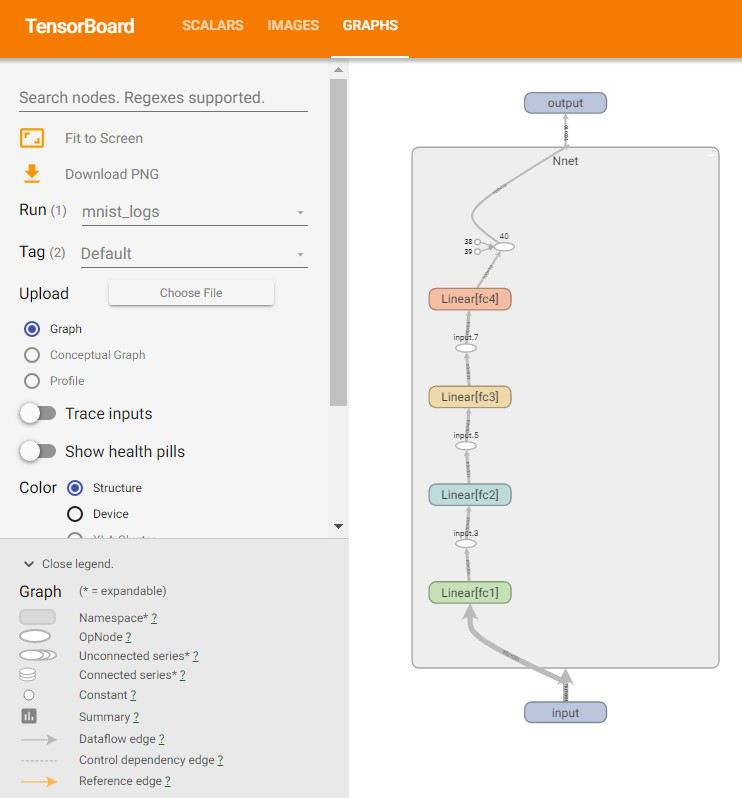 TensorBoard SCALARS IMAGES GRAPHS
Search nodes. Regexes supported.
Fit to Screen
Download PNG
Run (1) mnist_logs
Tag (2) Default
Upload Choose File
Graph
Conceptual Graph
Profile
Trace inputs
Show health pills
Color Structure
Device
Close legend.
Graph (* = expandable)
Namespace* ?
OpNode ?
Unconnected series* ?
Connected series* ?
Constant ?
Summary ?
Dataflow edge ?
Control dependency edge ?
Reference edge ?
output
Nnet
40
38
39
Linear[fc4]
input.7
Linear[fc3]
input.5
Linear[fc2]
input.3
Linear[fc1]
input